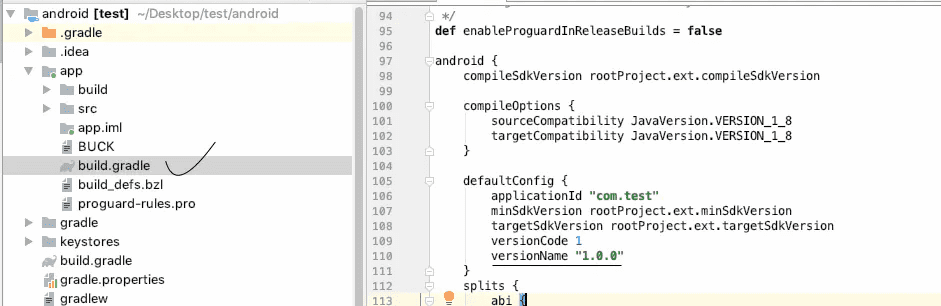 android [test] ~/Desktop/test/android
.gradle
.idea
app
build
src
app.iml
BUCK
build.gradle
build_defs.bzl
proguard-rules.pro
gradle
keystores
build.gradle
gradle.properties
gradlew
94 */
95 def enableProguardInReleaseBuilds = false
96
97 android {
98 compileSdkVersion rootProject.ext.compileSdkVersion
99
100 compileOptions {
101 sourceCompatibility JavaVersion.VERSION_1_8
102 targetCompatibility JavaVersion.VERSION_1_8
103 }
104
105 defaultConfig {
106 applicationId "com.test"
107 minSdkVersion rootProject.ext.minSdkVersion
108 targetSdkVersion rootProject.ext.targetSdkVersion
109 versionCode 1
110 versionName "1.0.0"
111 }
112 splits {
113 abi {